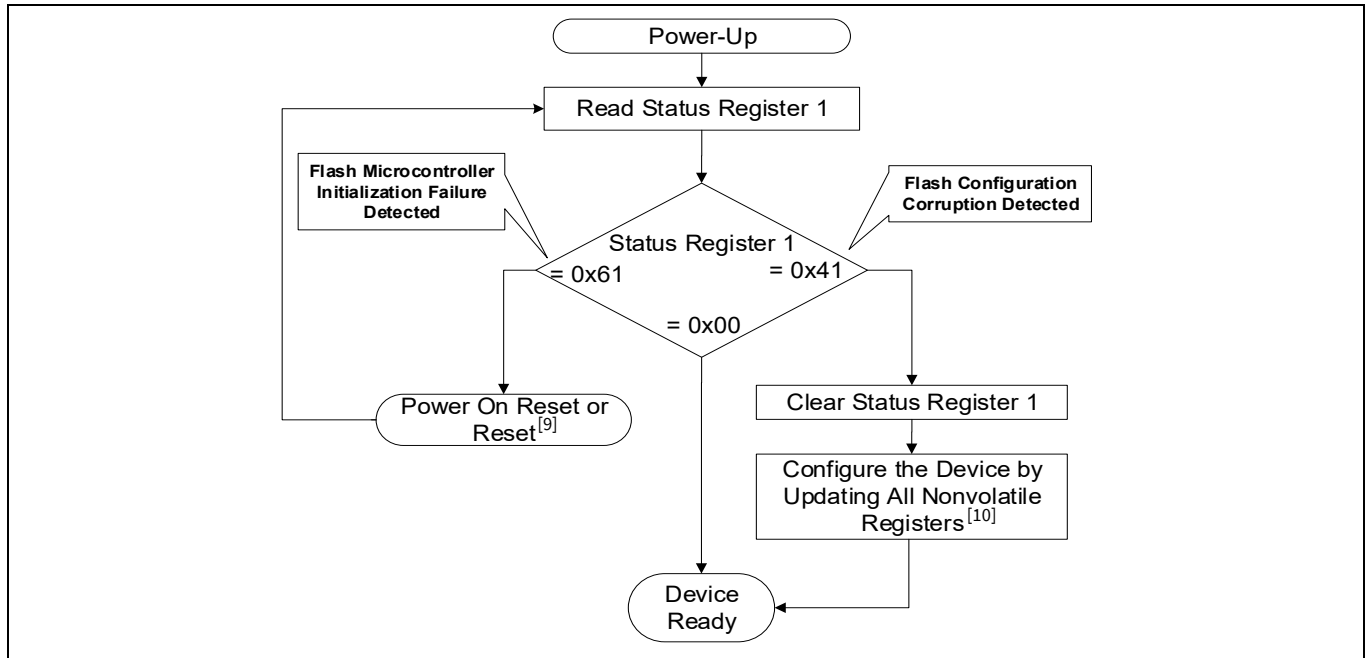 Power-Up
Read Status Register 1
Flash Microcontroller
Initialization Failure
Detected
Flash Configuration
Corruption Detected
Status Register 1
= 0x61
= 0x41
= 0x00
Power On Reset or
Reset[9]
Clear Status Register 1
Configure the Device by
Updating All Nonvolatile
Registers[10]
Device
Ready